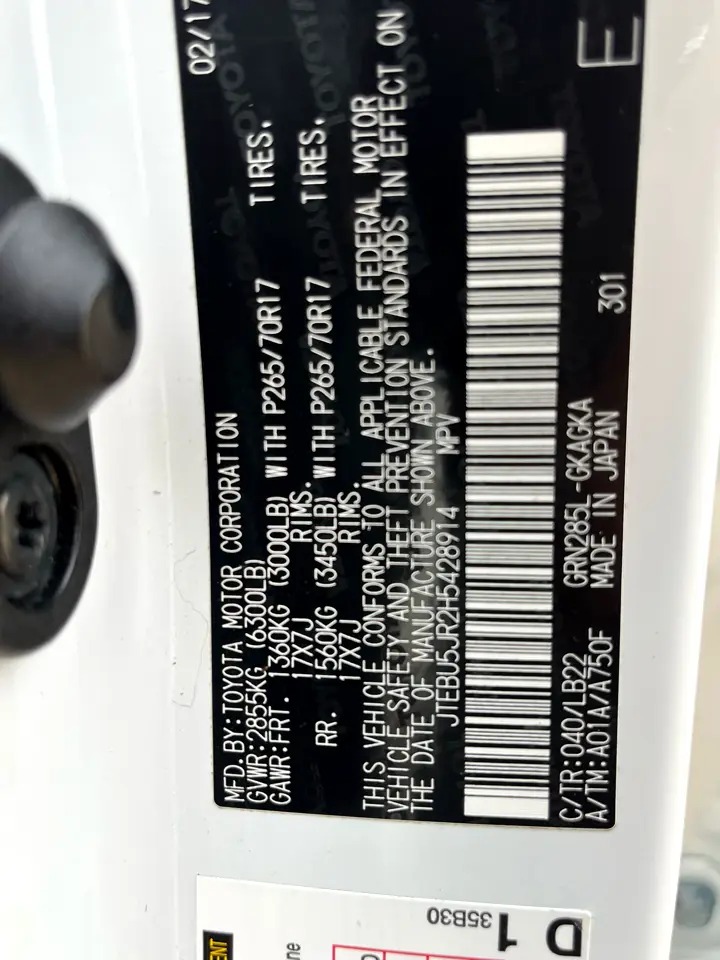 MFD.BY:TOYOTA MOTOR CORPORATION 02/17
GVWR:2855KG (6300LB)
GAWR:FRT. 1360KG (3000LB) WITH P265/70R17 TIRES.
17X7J RIMS.
RR. 1560KG (3450LB) WITH P265/70R17 TIRES.
17X7J RIMS.
THIS VEHICLE CONFORMS TO ALL APPLICABLE FEDERAL MOTOR
VEHICLE SAFETY AND THEFT PREVENTION STANDARDS IN EFFECT ON
THE DATE OF MANUFACTURE SHOWN ABOVE.
JTEBU5JR2H5428914 MPV
C/TR:040/LB22 GRN285L-GKAGKA
A/TM:A01A/A750F MADE IN JAPAN 301 E
35B30
D1